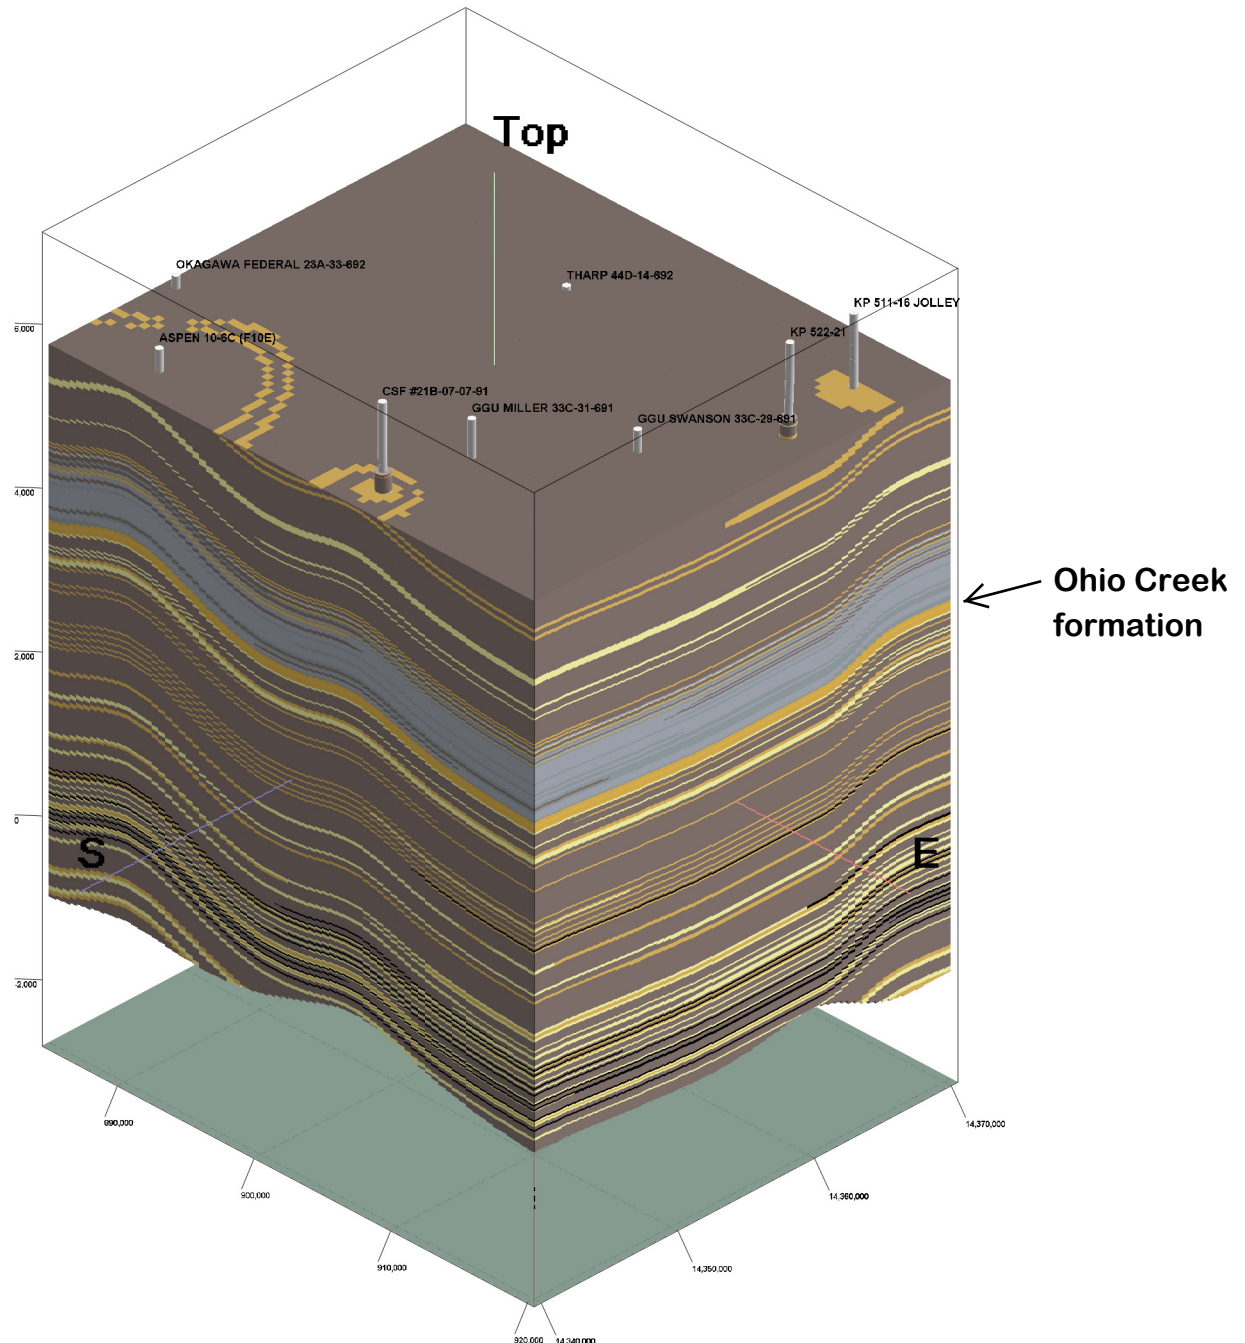 Top
OKAGAWA FEDERAL 23A-33-692
THARP 44D-14-692
KP 511-16 JOLLEY
KP 522-21
ASPEN 10-6C (F10E)
CSF #21B-07-07-91
GGU MILLER 33C-31-691
GGU SWANSON 33C-29-691
6,000
4,000
2,000
0
-2,000
Ohio Creek
formation
S
E
890,000
900,000
910,000
920,000
14,340,000
14,350,000
14,360,000
14,370,000